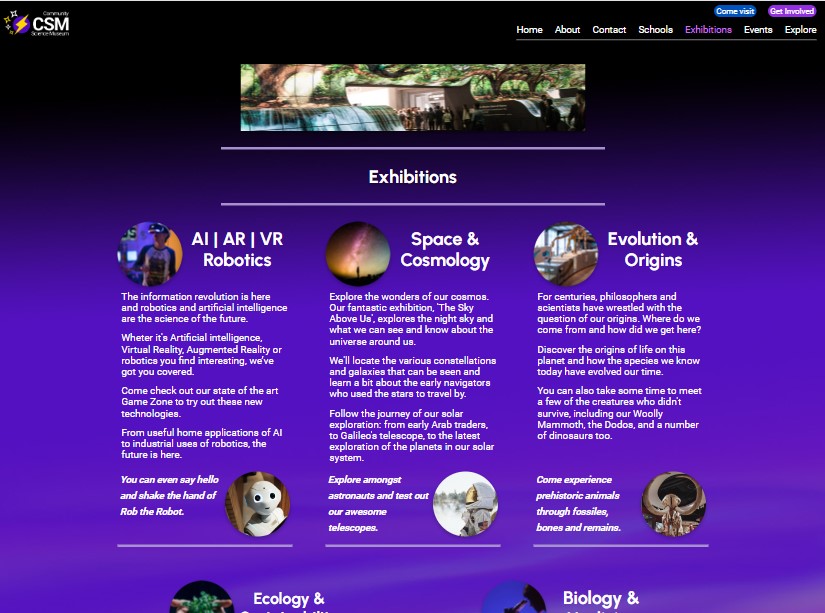 Community
CSM
Science Museum
Come visit
Get Involved
Home
About
Contact
Schools
Exhibitions
Events
Explore
Exhibitions
AI | AR | VR
Robotics
The information revolution is here
and robotics and artificial intelligence
are the science of the future.
Wheter it's Artificial intelligence,
Virtual Reality, Augmented Reality or
robotics you find interesting, we've
got you covered.
Come check out our state of the art
Game Zone to try out these new
technologies.
From useful home applications of AI
to industrial uses of robotics, the
future is here.
You can even say hello
and shake the hand of
Rob the Robot.
Space &
Cosmology
Explore the wonders of our cosmos.
Our fantastic exhibition, 'The Sky
Above Us', explores the night sky and
what we can see and know about the
universe around us.
We'll locate the various constellations
and galaxies that can be seen and
learn a bit about the early navigators
who used the stars to travel by.
Follow the journey of our solar
exploration: from early Arab traders,
to Galileo's telescope, to the latest
exploration of the planets in our solar
system.
Explore amongst
astronauts and test out
our awesome
telescopes.
Evolution &
Origins
For centuries, philosophers and
scientists have wrestled with the
question of our origins. Where do we
come from and how did we get here?
Discover the origins of life on this
planet and how the species we know
today have evolved our time.
You can also take some time to meet
a few of the creatures who didn't
survive, including our Woolly
Mammoth, the Dodos, and a number
of dinosaurs too.
Come experience
prehistoric animals
through fossiles,
bones and remains.
Ecology &
Biology &